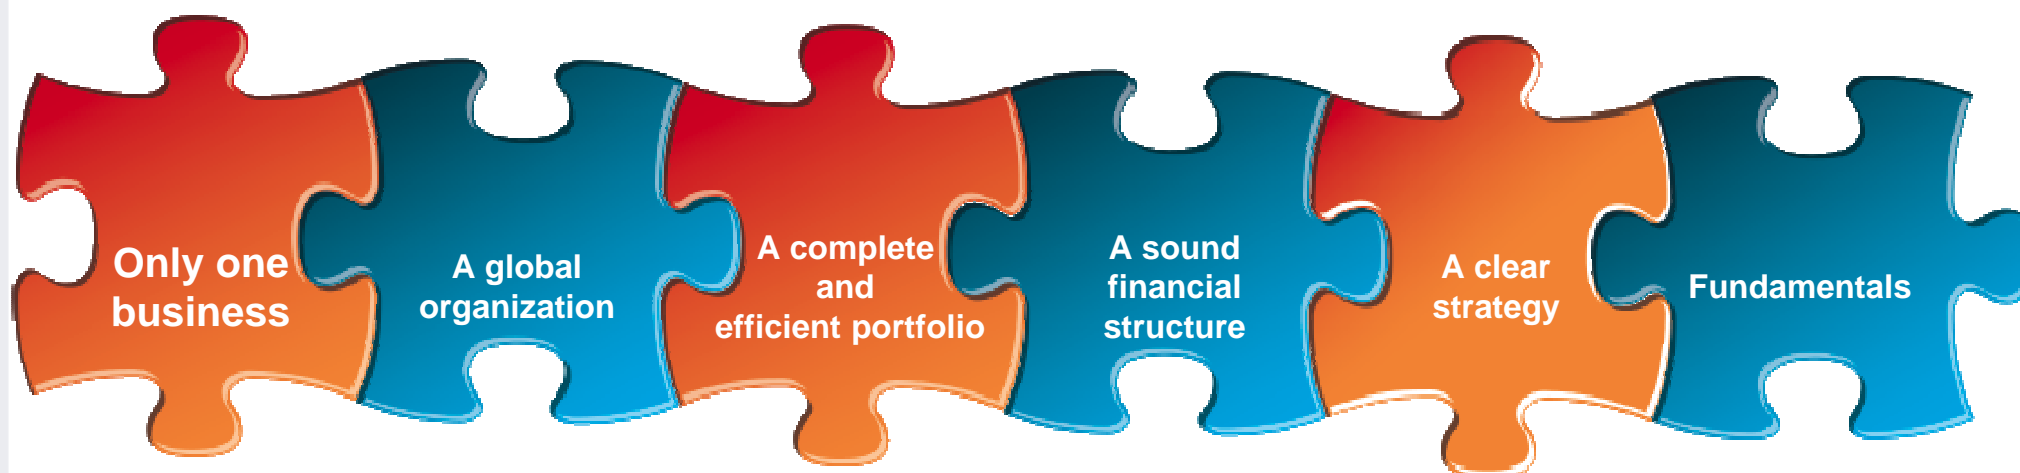 Only one
business
A global
organization
A complete
and
efficient portfolio
A sound
financial
structure
A clear
strategy
Fundamentals